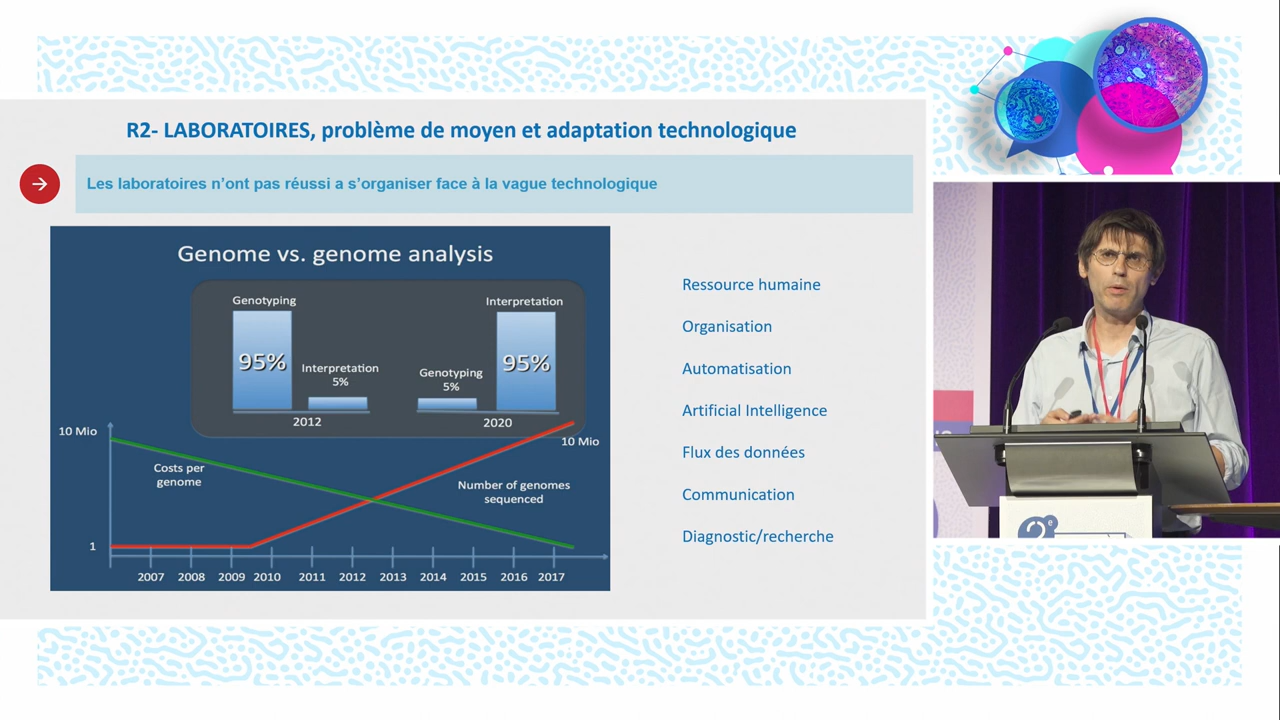 R2- LABORATOIRES, problème de moyen et adaptation technologique
Les laboratoires n’ont pas réussi a s’organiser face à la vague technologique
Genome vs. genome analysis
Genotyping
95%
Interpretation
5%
2012
Genotyping
5%
Interpretation
95%
2020
10 Mio
Costs per
genome
10 Mio
Number of genomes
sequenced
1
2007 2008 2009 2010 2011 2012 2013 2014 2015 2016 2017
Ressource humaine
Organisation
Automatisation
Artificial Intelligence
Flux des données
Communication
Diagnostic/recherche
2e